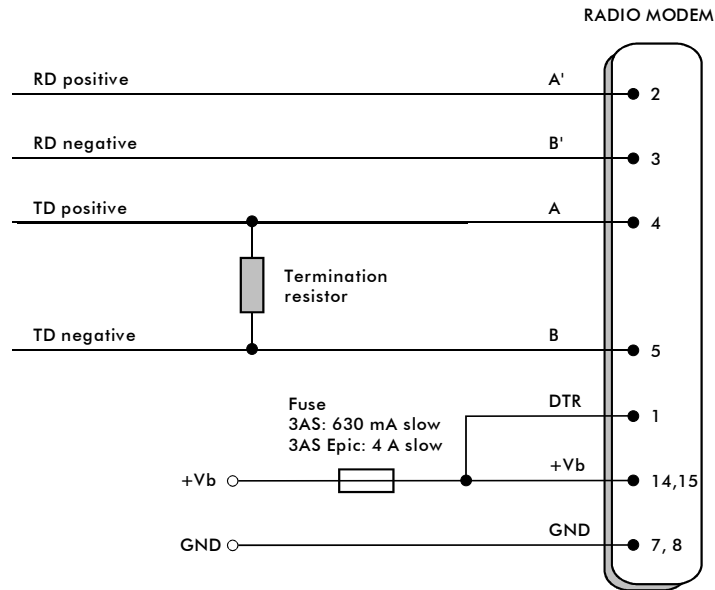 RADIO MODEM
RD positive A' 2
RD negative B' 3
TD positive A 4
Termination
resistor
TD negative B 5
Fuse
3AS: 630 mA slow
3AS Epic: 4 A slow
DTR 1
+Vb +Vb 14,15
GND GND 7, 8